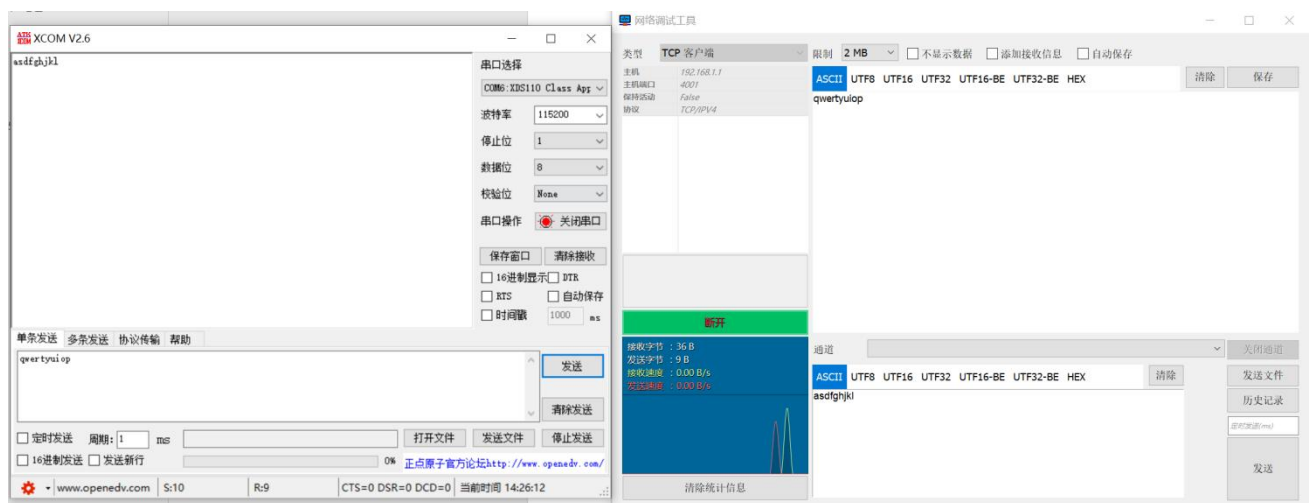 XCOM V2.6
asdfghjkl
串口选择
COM6:XDS110 Class App
波特率 115200
停止位 1
数据位 8
校验位 None
串口操作 关闭串口
保存窗口 清除接收
16进制显示 DTR
RTS 自动保存
时间戳 1000 ms
单条发送 多条发送 协议传输 帮助
qwertyuiop
发送
清除发送
定时发送 周期: 1 ms 打开文件 发送文件 停止发送
16进制发送 发送新行 0% 正点原子官方论坛http://www.openedv.com/
www.openedv.com S:10 R:9 CTS=0 DSR=0 DCD=0 当前时间 14:26:12
网络调试工具
类型 TCP 客户端
主机 192.168.1.1
主机端口 4001
保持活动 False
协议 TCP/IPV4
断开
接收字节 : 36 B
发送字节 : 9 B
接收速度 : 0.00 B/s
发送速度 : 0.00 B/s
清除统计信息
限制 2 MB 不显示数据 添加接收信息 自动保存
ASCII UTF8 UTF16 UTF32 UTF16-BE UTF32-BE HEX 清除 保存
qwertyuiop
通道 关闭通道
ASCII UTF8 UTF16 UTF32 UTF16-BE UTF32-BE HEX 清除 发送文件
asdfghjkl
历史记录
定时发送(ms)
发送